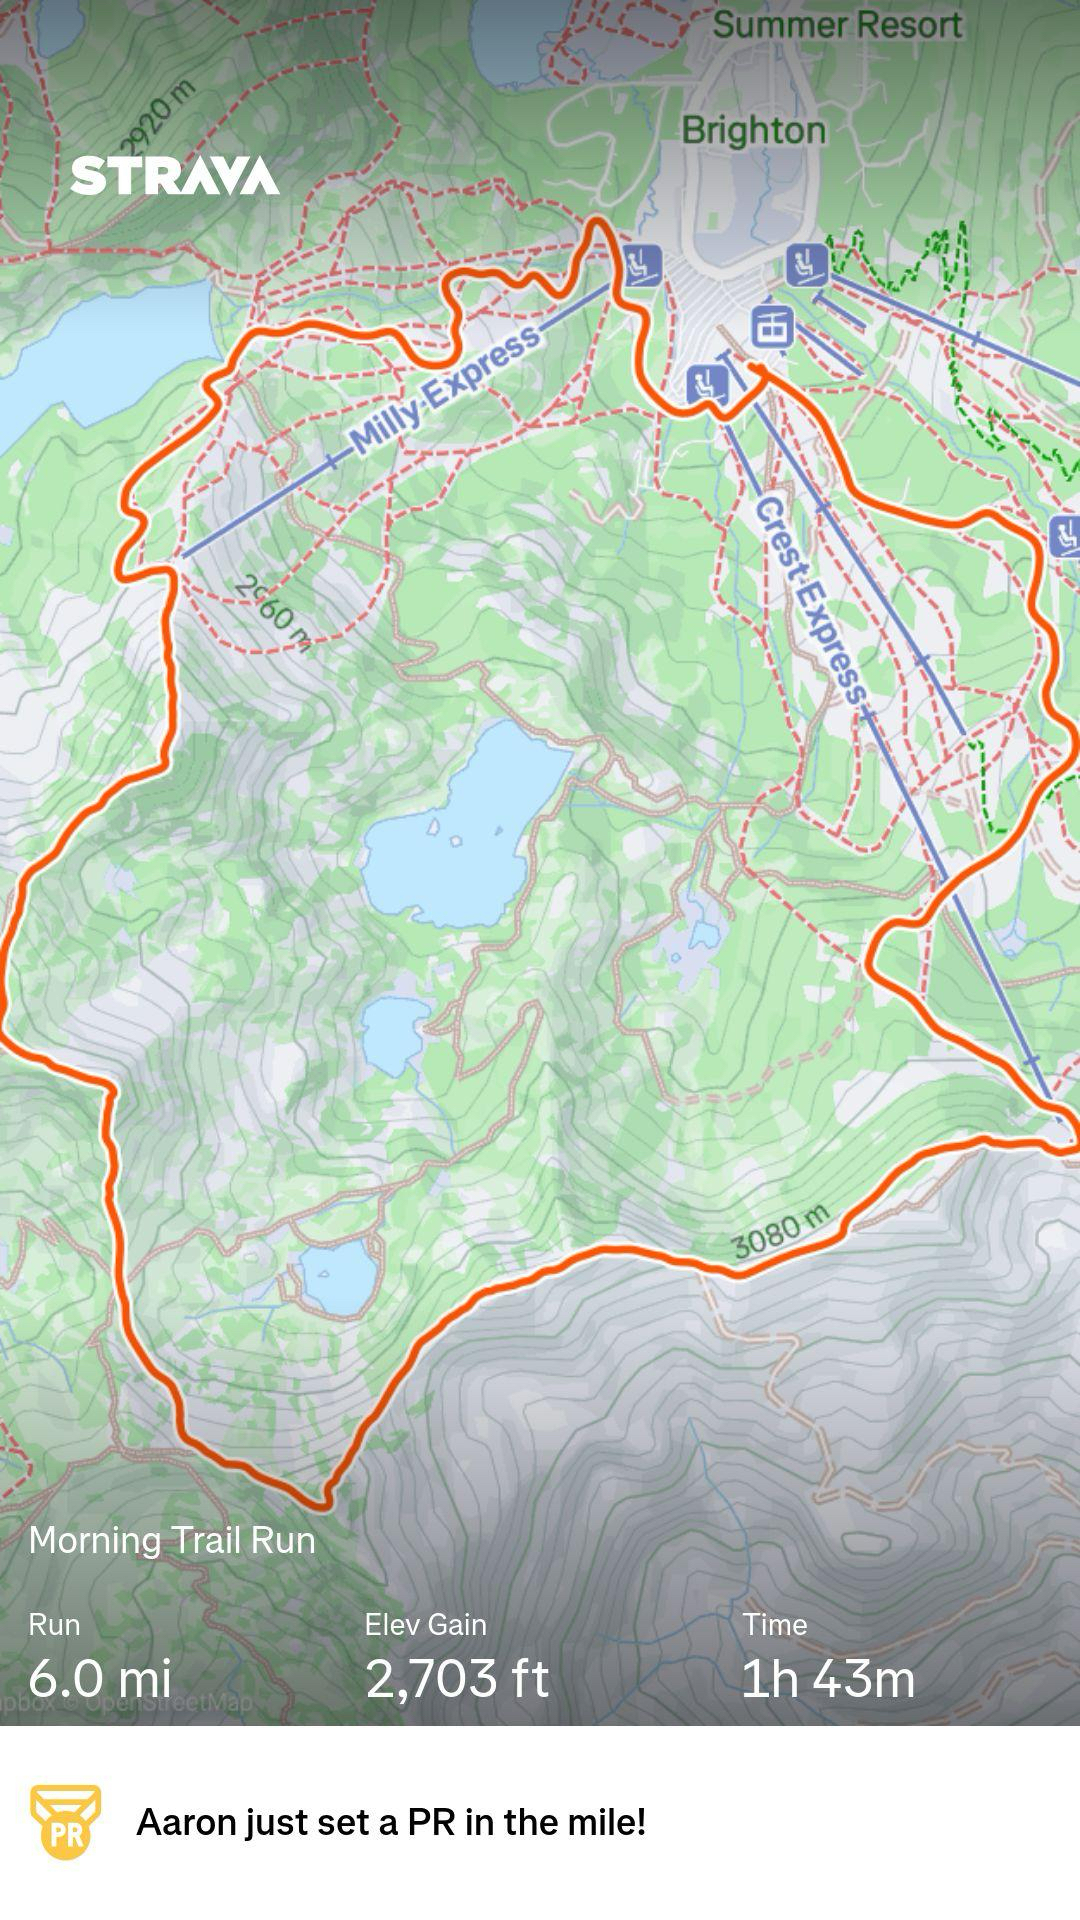 Summer Resort
Brighton
2920 m
STRAVA
Milly Express
Crest Express
3080 m
Morning Trail Run
Run
6.0 mi
Elev Gain
2,703 ft
Time
1h 43m
© OpenStreetMap
PR
Aaron just set a PR in the mile!